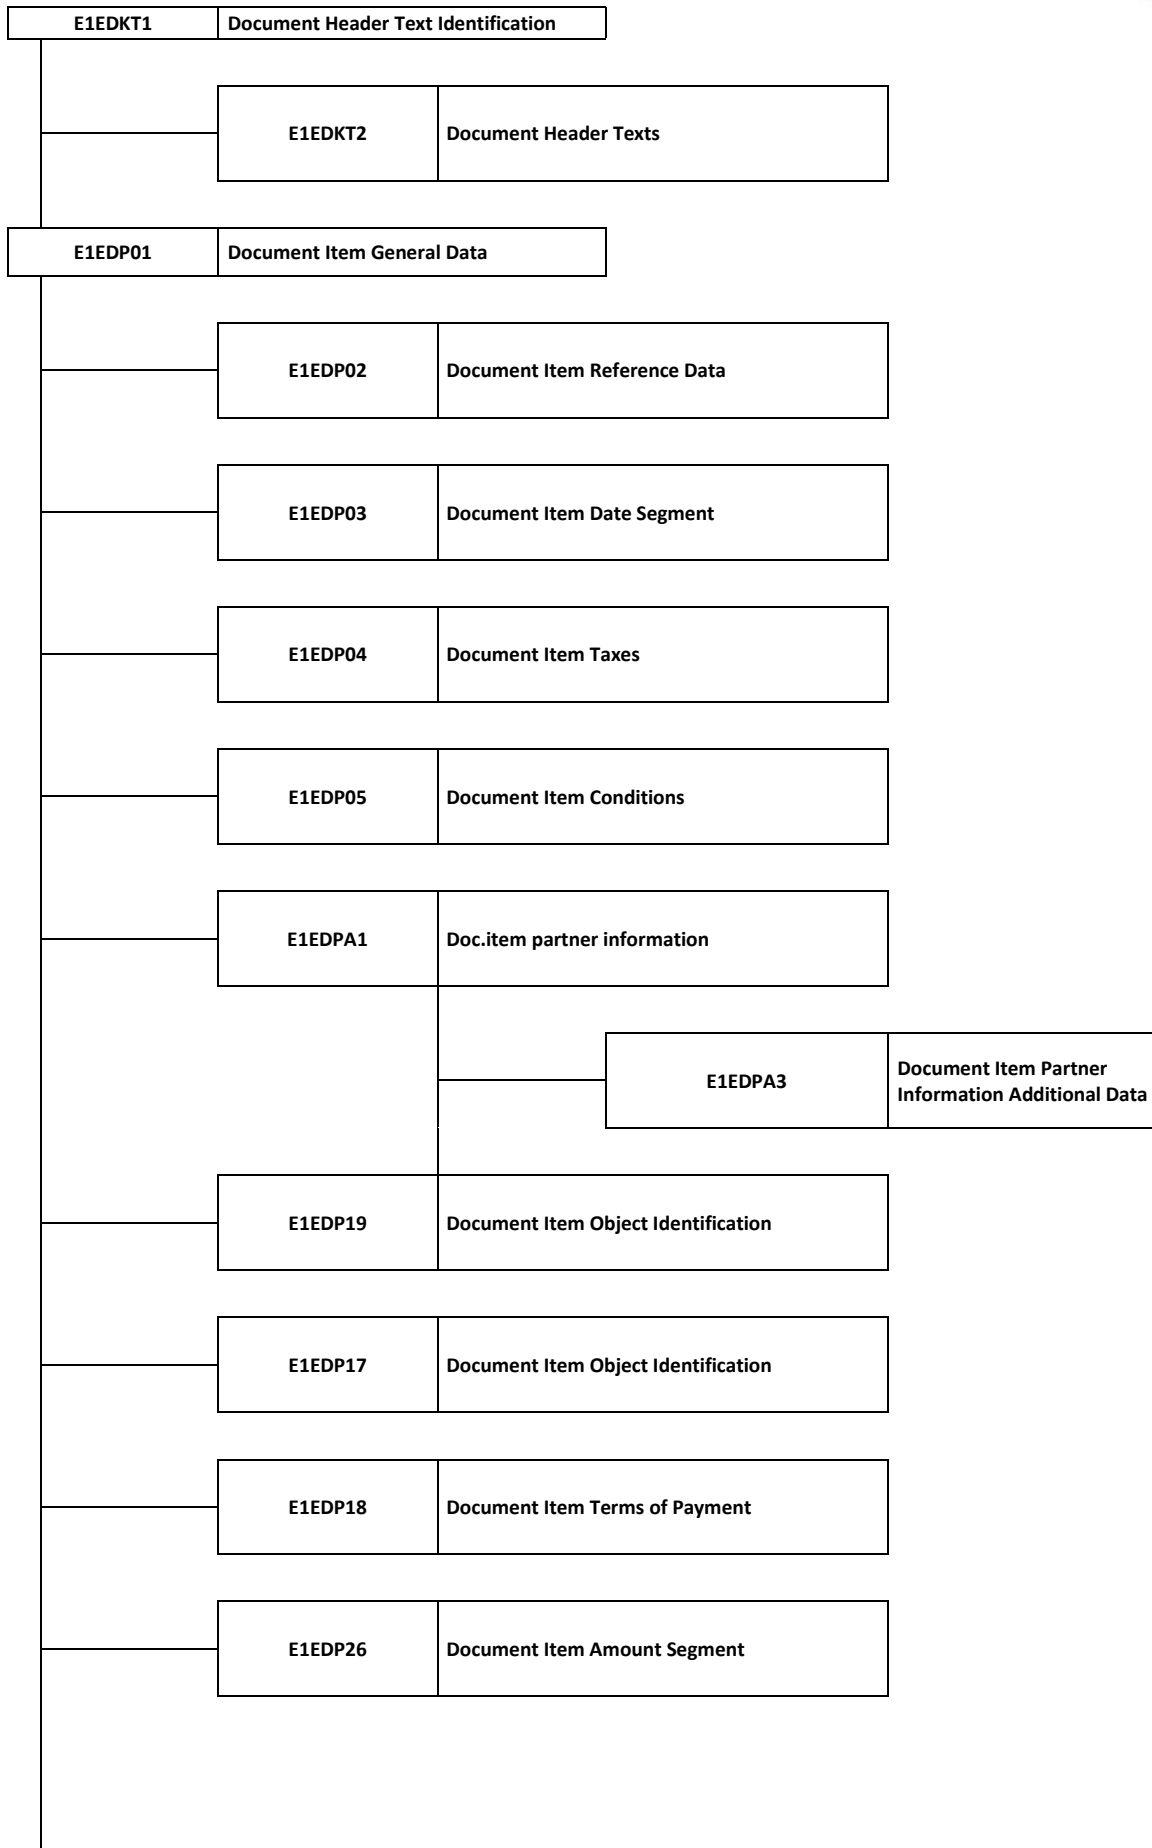 E1EDKT1 Document Header Text Identification
E1EDKT2 Document Header Texts
E1EDP01 Document Item General Data
E1EDP02 Document Item Reference Data
E1EDP03 Document Item Date Segment
E1EDP04 Document Item Taxes
E1EDP05 Document Item Conditions
E1EDPA1 Doc.item partner information
E1EDPA3 Document Item Partner
Information Additional Data
E1EDP19 Document Item Object Identification
E1EDP17 Document Item Object Identification
E1EDP18 Document Item Terms of Payment
E1EDP26 Document Item Amount Segment